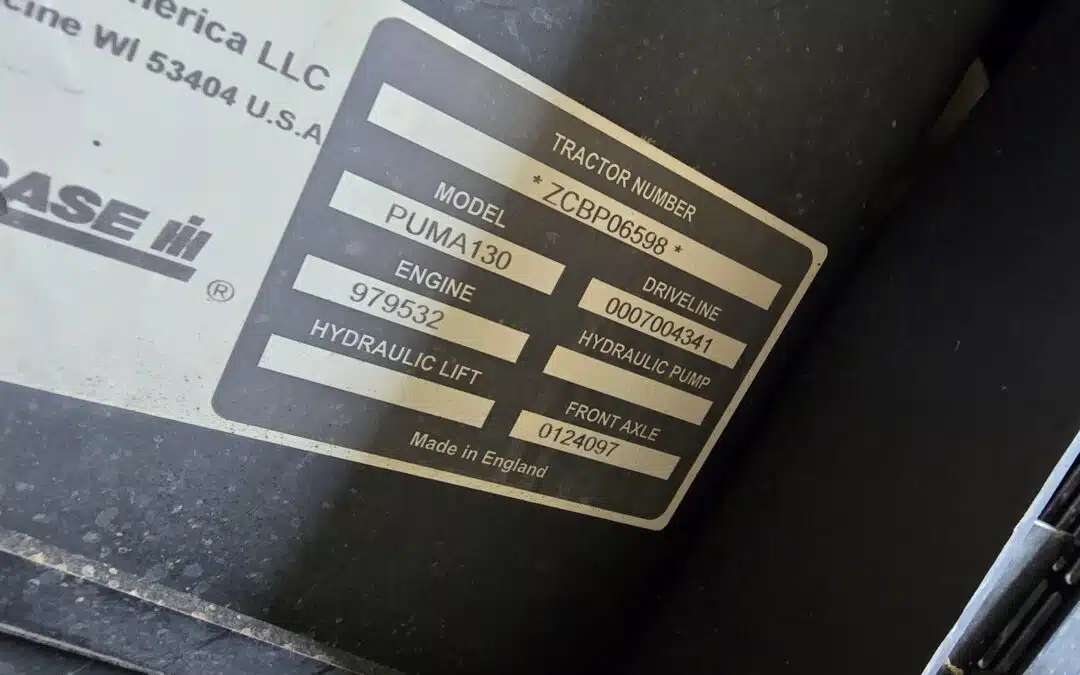 merica LLC
cine WI 53404 U.S.A
CASE IH
®
TRACTOR NUMBER
* ZCBP06598 *
MODEL
PUMA130
DRIVELINE
0007004341
ENGINE
979532
HYDRAULIC PUMP
HYDRAULIC LIFT
FRONT AXLE
0124097
Made in England